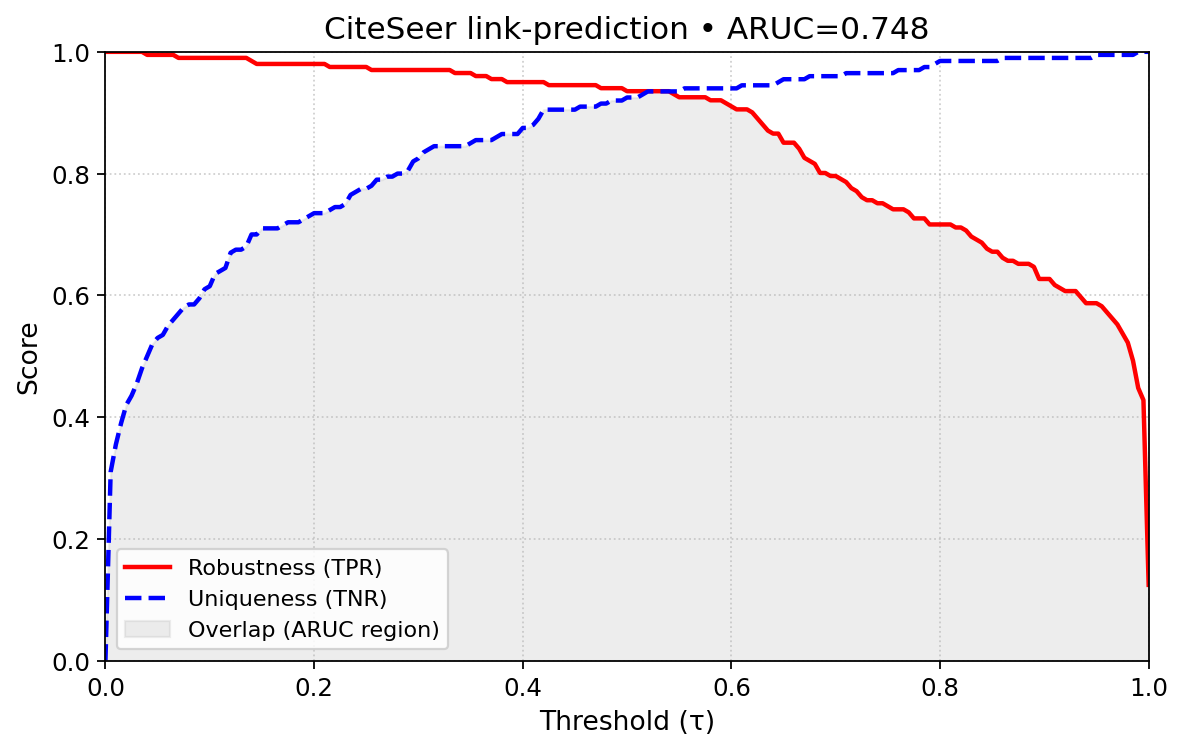 CiteSeer link-prediction • ARUC=0.748
1.0
0.8
0.6
0.4
0.2
0.0
Score
Robustness (TPR)
Uniqueness (TNR)
Overlap (ARUC region)
0.0 0.2 0.4 0.6 0.8 1.0
Threshold (τ)